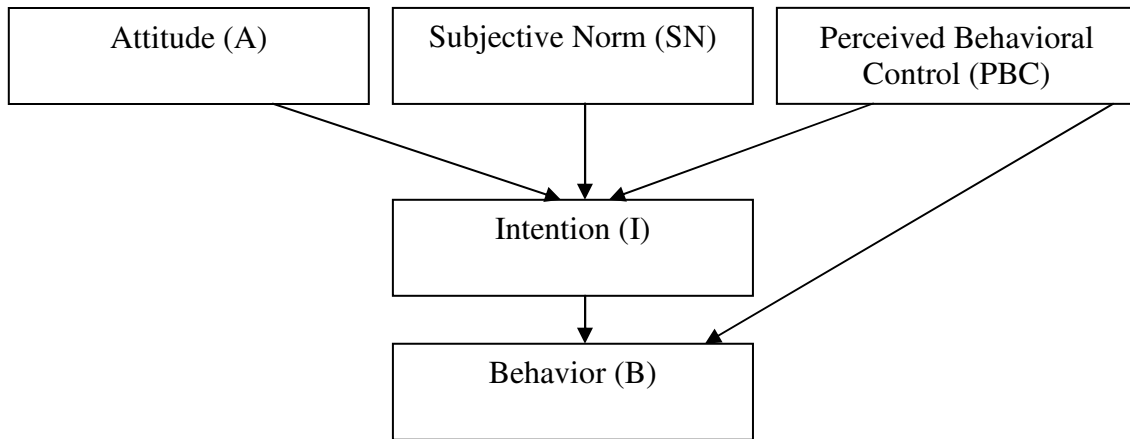 Attitude (A)
Subjective Norm (SN)
Perceived Behavioral
Control (PBC)
Intention (I)
Behavior (B)